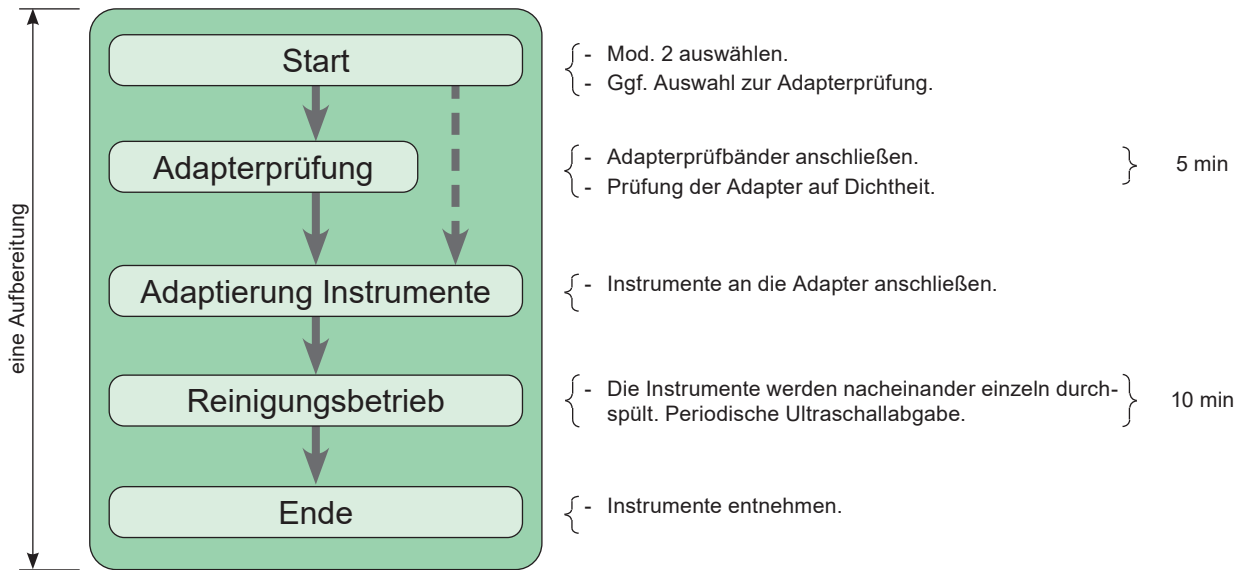 eine Aufbereitung
Start
- Mod. 2 auswählen.
- Ggf. Auswahl zur Adapterprüfung.
Adapterprüfung
- Adapterprüfbänder anschließen.
- Prüfung der Adapter auf Dichtheit.
5 min
Adaptierung Instrumente
- Instrumente an die Adapter anschließen.
Reinigungsbetrieb
- Die Instrumente werden nacheinander einzeln durch-
spült. Periodische Ultraschallabgabe.
10 min
Ende
- Instrumente entnehmen.